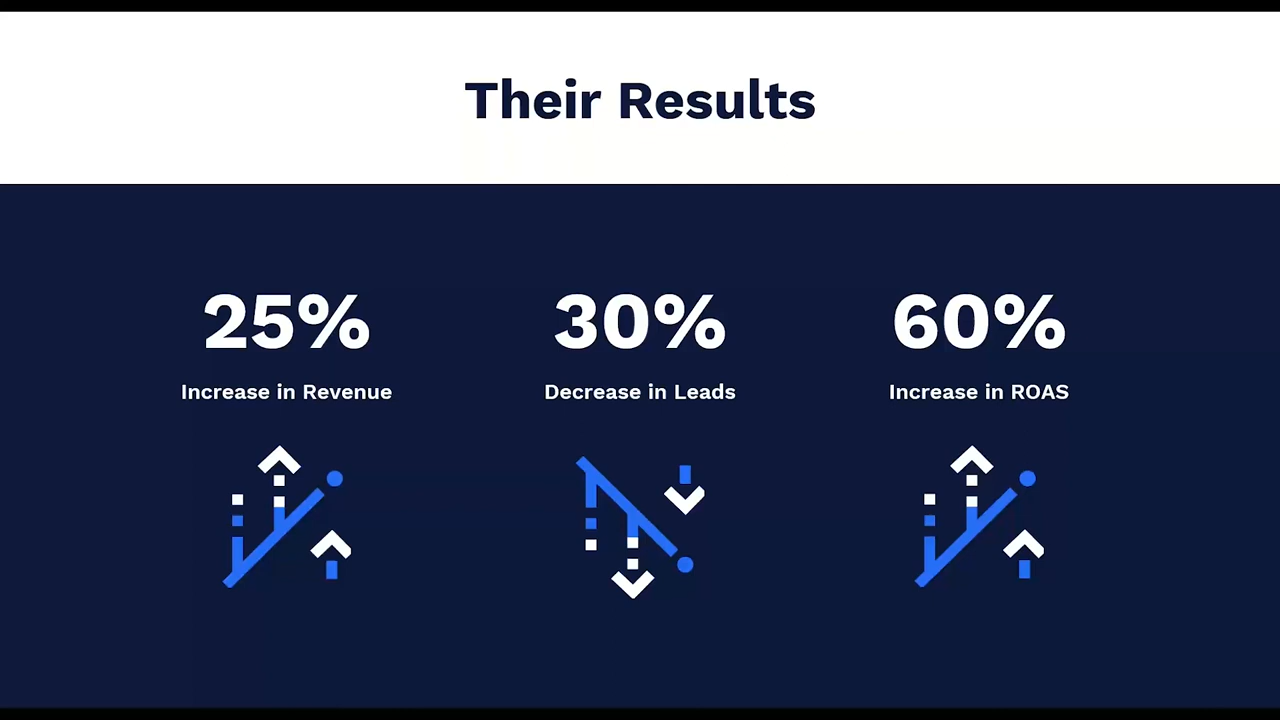 Their Results
25%
Increase in Revenue
30%
Decrease in Leads
60%
Increase in ROAS